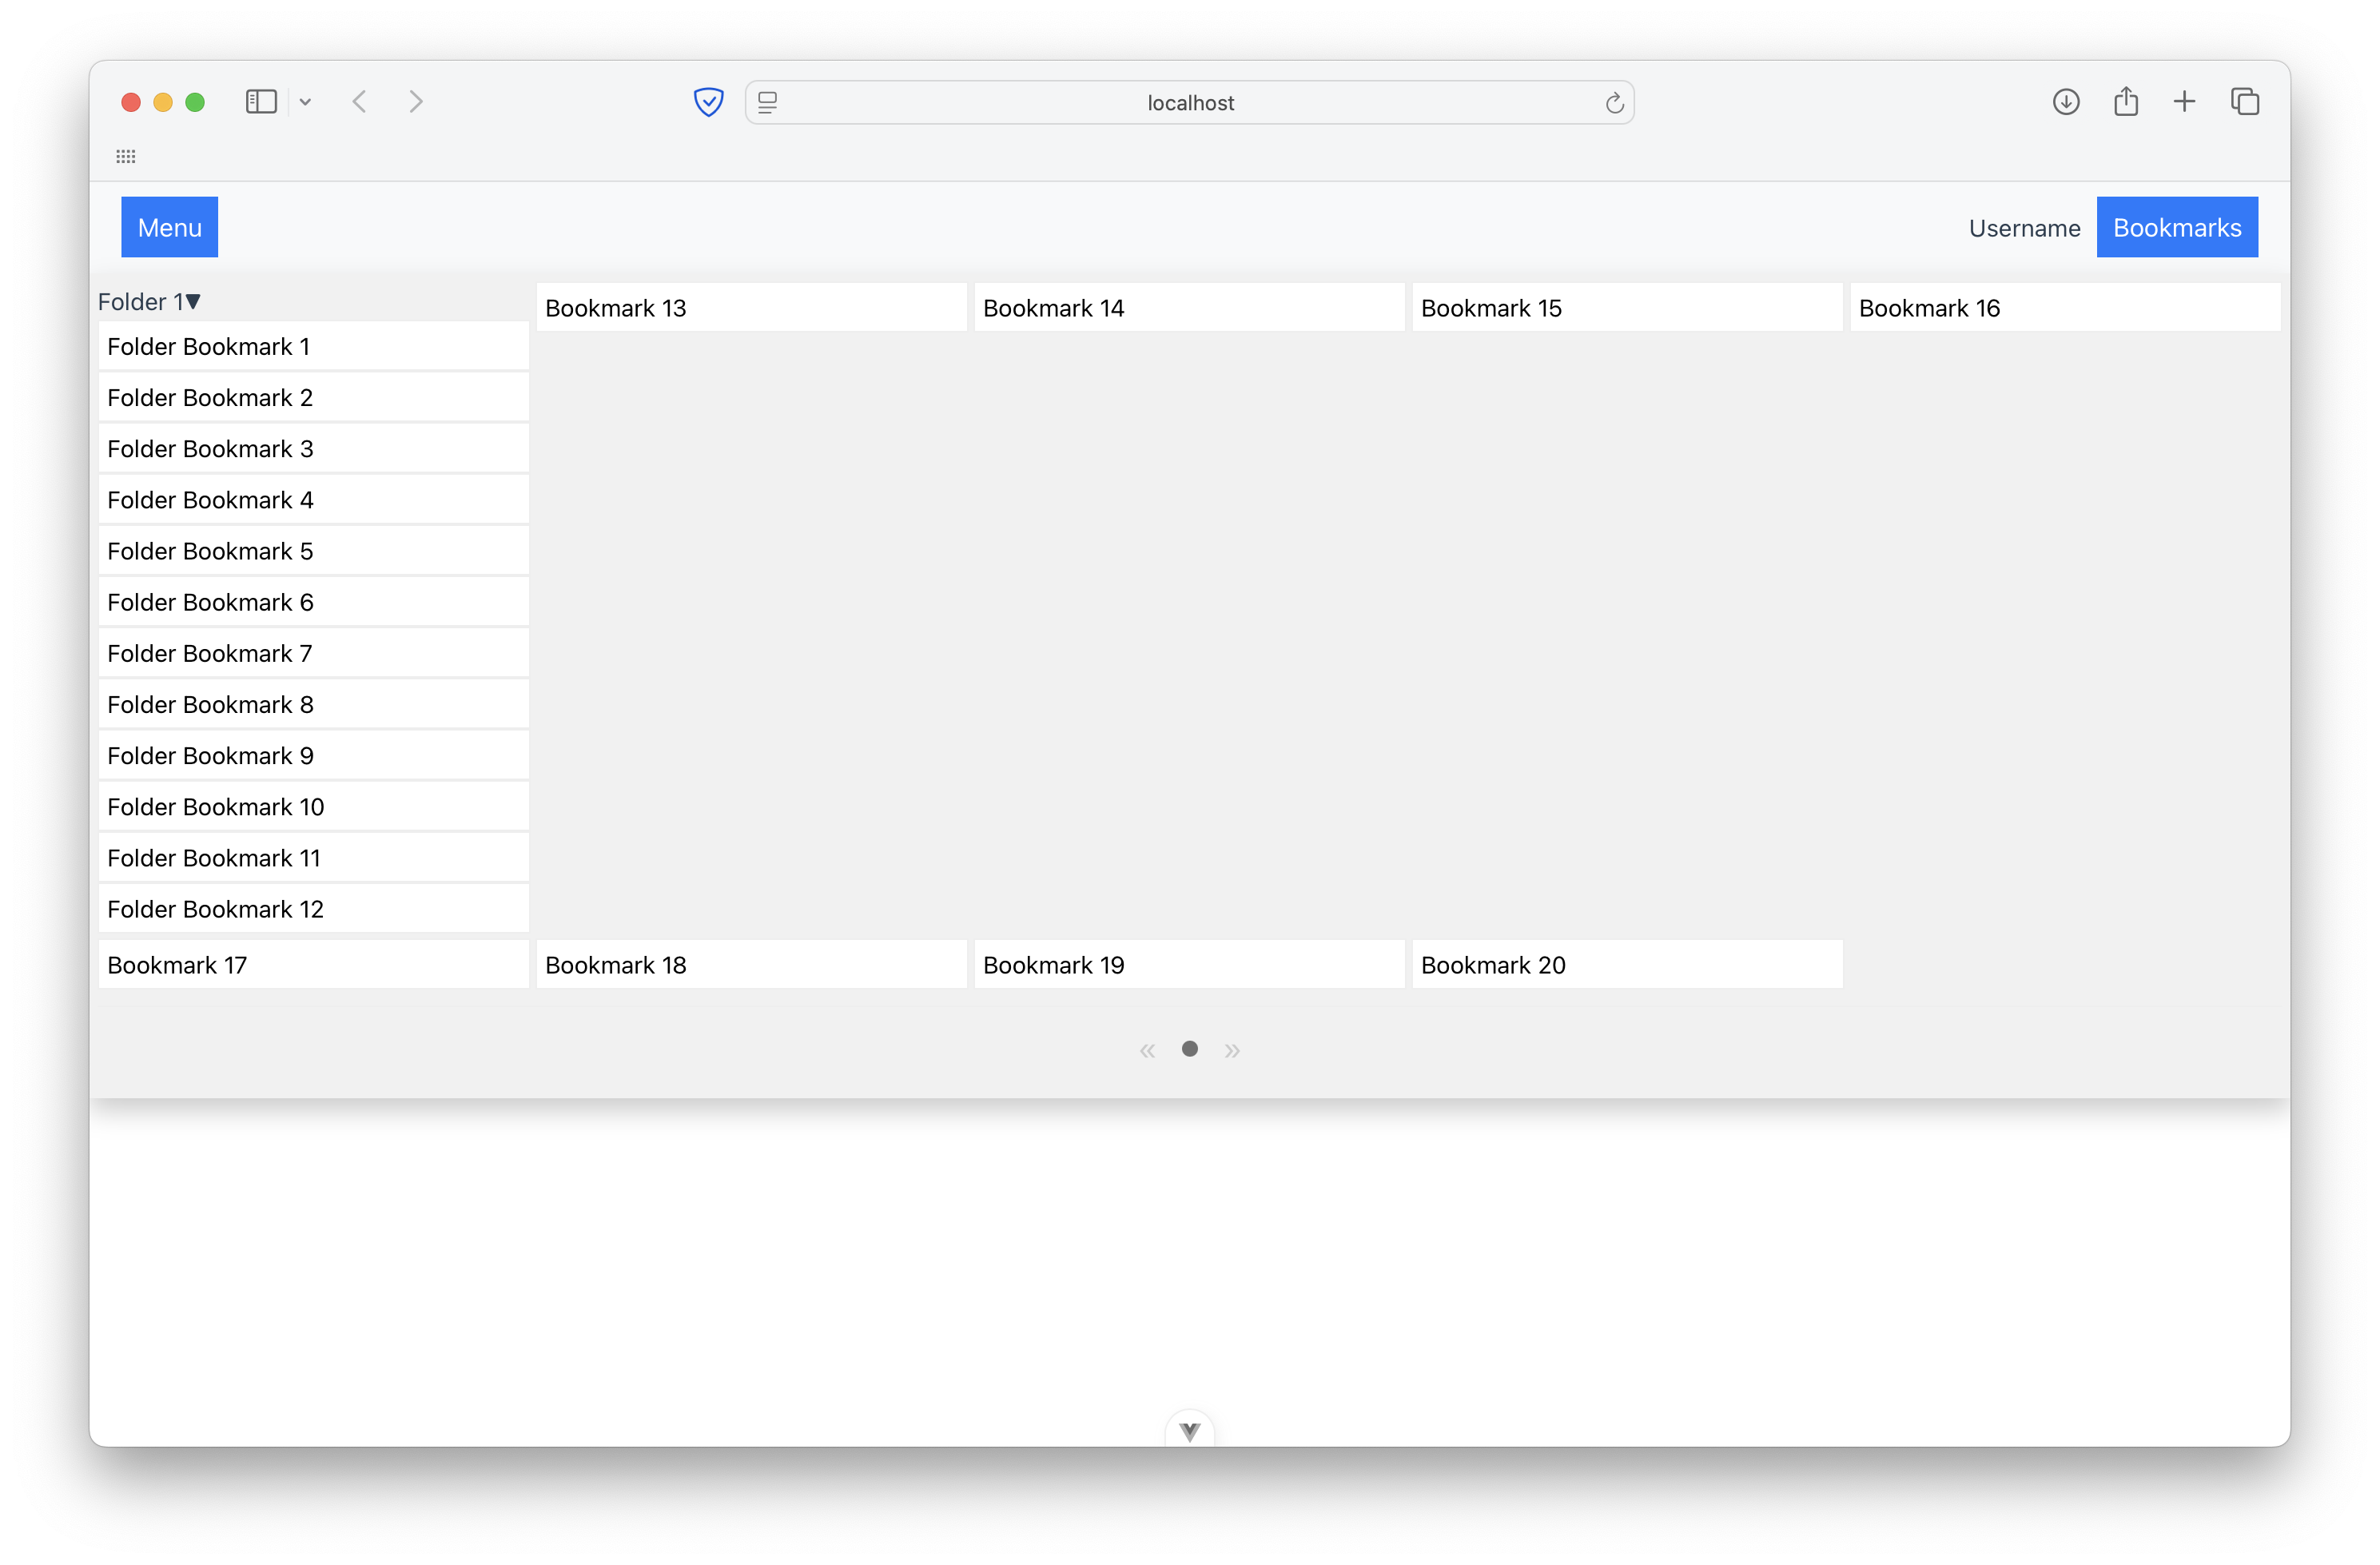 localhost
Menu
Username
Bookmarks
Folder 1▼
Bookmark 13
Bookmark 14
Bookmark 15
Bookmark 16
Folder Bookmark 1
Folder Bookmark 2
Folder Bookmark 3
Folder Bookmark 4
Folder Bookmark 5
Folder Bookmark 6
Folder Bookmark 7
Folder Bookmark 8
Folder Bookmark 9
Folder Bookmark 10
Folder Bookmark 11
Folder Bookmark 12
Bookmark 17
Bookmark 18
Bookmark 19
Bookmark 20
« ● »